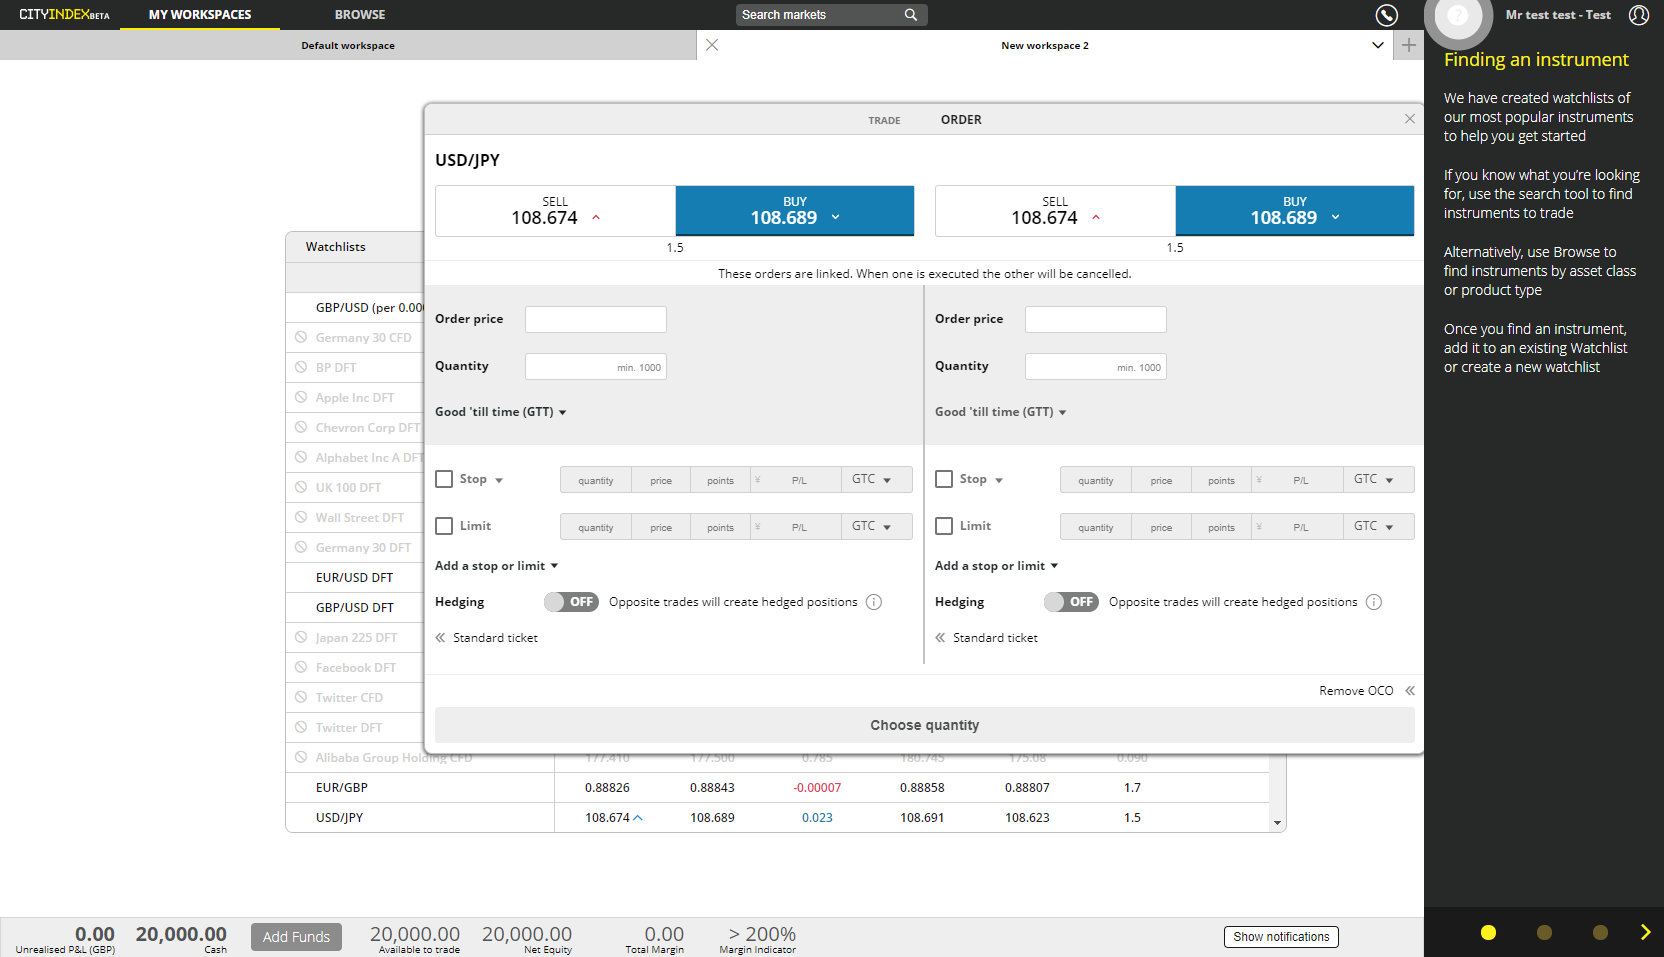 CITYINDEXBETA
MY WORKSPACES
BROWSE
Search markets
?
Mr test test - Test
Default workspace
New workspace 2
Finding an instrument
We have created watchlists of
our most popular instruments
to help you get started
If you know what you're looking
for, use the search tool to find
instruments to trade
Alternatively, use Browse to
find instruments by asset class
or product type
Once you find an instrument,
add it to an existing Watchlist
or create a new watchlist
TRADE
ORDER
USD/JPY
SELL
108.674
BUY
108.689
1.5
SELL
108.674
BUY
108.689
1.5
These orders are linked. When one is executed the other will be cancelled.
Order price
Quantity
min. 1000
Good 'till time (GTT)
Stop
quantity price points ¥ P/L GTC
Limit
quantity price points ¥ P/L GTC
Add a stop or limit
Hedging
OFF
Opposite trades will create hedged positions
Standard ticket
Order price
Quantity
min. 1000
Good 'till time (GTT)
Stop
quantity price points ¥ P/L GTC
Limit
quantity price points ¥ P/L GTC
Add a stop or limit
Hedging
OFF
Opposite trades will create hedged positions
Standard ticket
Remove OCO
Choose quantity
Watchlists
GBP/USD (per 0.00
Germany 30 CFD
BP DFT
Apple Inc DFT
Chevron Corp DFT
Alphabet Inc A DFT
UK 100 DFT
Wall Street DFT
Germany 30 DFT
EUR/USD DFT
GBP/USD DFT
Japan 225 DFT
Facebook DFT
Twitter CFD
Twitter DFT
Alibaba Group Holding CFD 177.410 177.500 0.785 180.745 175.08 0.090
EUR/GBP 0.88826 0.88843 -0.00007 0.88858 0.88807 1.7
USD/JPY 108.674 108.689 0.023 108.691 108.623 1.5
0.00
Unrealised P&L (GBP)
20,000.00
Cash
Add Funds
20,000.00
Available to trade
20,000.00
Net Equity
0.00
Total Margin
> 200%
Margin Indicator
Show notifications